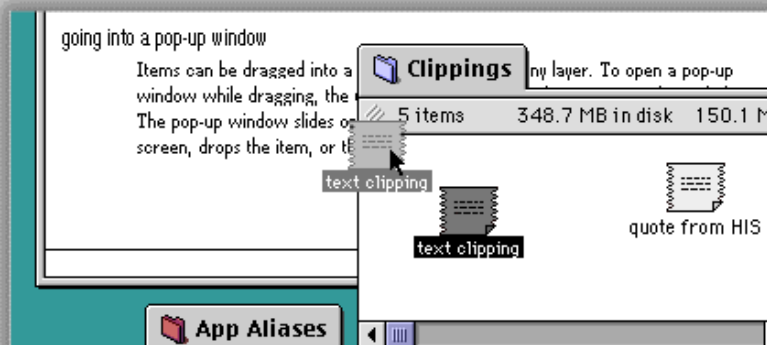 going into a pop-up window
Clippings
Items can be dragged into a ny layer. To open a pop-up
window while dragging, the
5 items 348.7 MB in disk 150.1 M
The pop-up window slides o
screen, drops the item, or t
text clipping
text clipping
quote from HIS
App Aliases